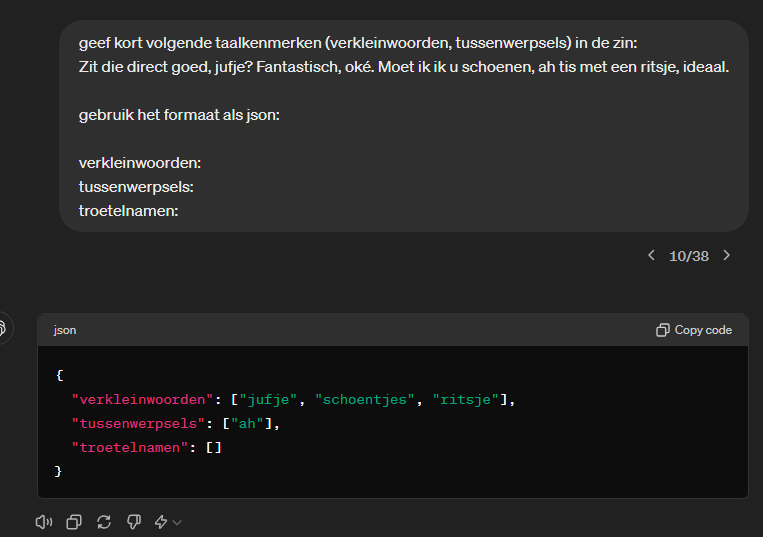 geef kort volgende taalkenmerken (verkleinwoorden, tussenwerpsels) in de zin:
Zit die direct goed, jufje? Fantastisch, oké. Moet ik ik u schoenen, ah tis met een ritsje, ideaal.
gebruik het formaat als json:
verkleinwoorden:
tussenwerpsels:
troetelnamen:
10/38
json
Copy code
{
"verkleinwoorden": ["jufje", "schoentjes", "ritsje"],
"tussenwerpsels": ["ah"],
"troetelnamen": []
}